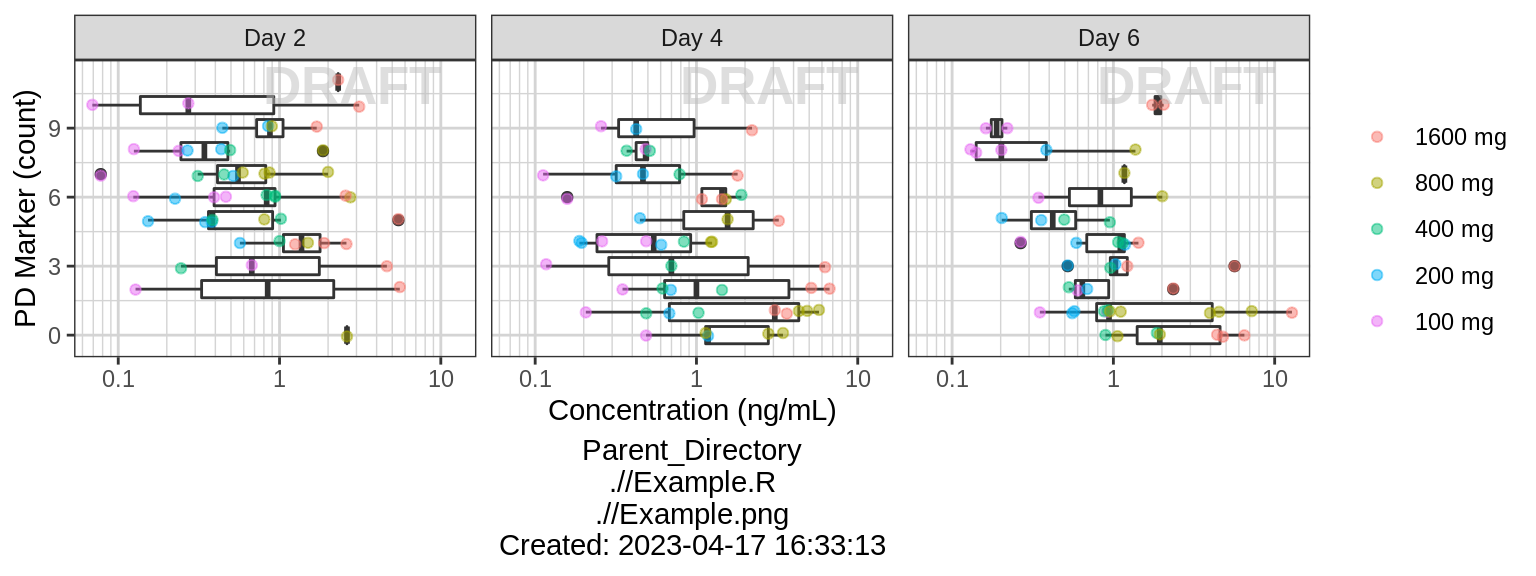 Day 2
Day 4
Day 6
DRAFT
DRAFT
DRAFT
PD Marker (count)
9
6
3
0
0.1 1 10
0.1 1 10
0.1 1 10
Concentration (ng/mL)
1600 mg
800 mg
400 mg
200 mg
100 mg
Parent_Directory
.//Example.R
.//Example.png
Created: 2023-04-17 16:33:13